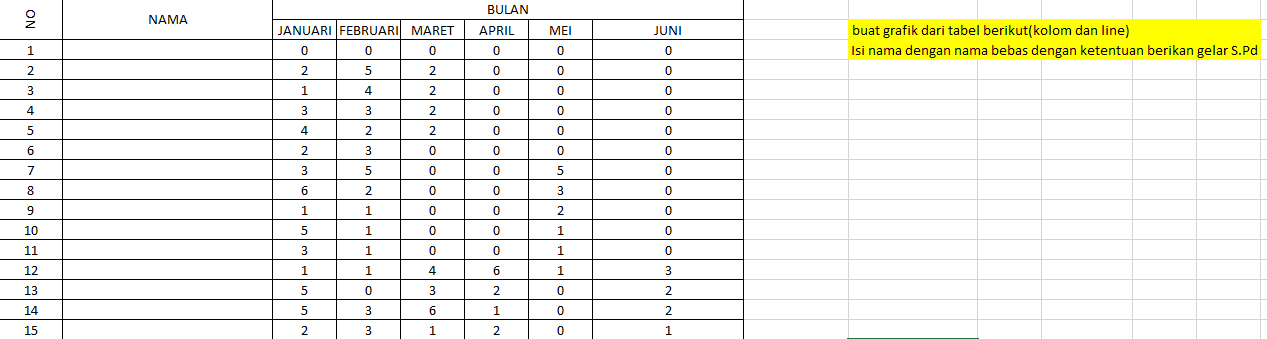 NO NAMA BULAN
JANUARI FEBRUARI MARET APRIL MEI JUNI
buat grafik dari tabel berikut(kolom dan line)
1 0 0 0 0 0 0
Isi nama dengan nama bebas dengan ketentuan berikan gelar S.Pd
2 2 5 2 0 0 0
3 1 4 2 0 0 0
4 3 3 2 0 0 0
5 4 2 2 0 0 0
6 2 3 0 0 0 0
7 3 5 0 0 5 0
8 6 2 0 0 3 0
9 1 1 0 0 2 0
10 5 1 0 0 1 0
11 3 1 0 0 1 0
12 1 1 4 6 1 3
13 5 0 3 2 0 2
14 5 3 6 1 0 2
15 2 3 1 2 0 1